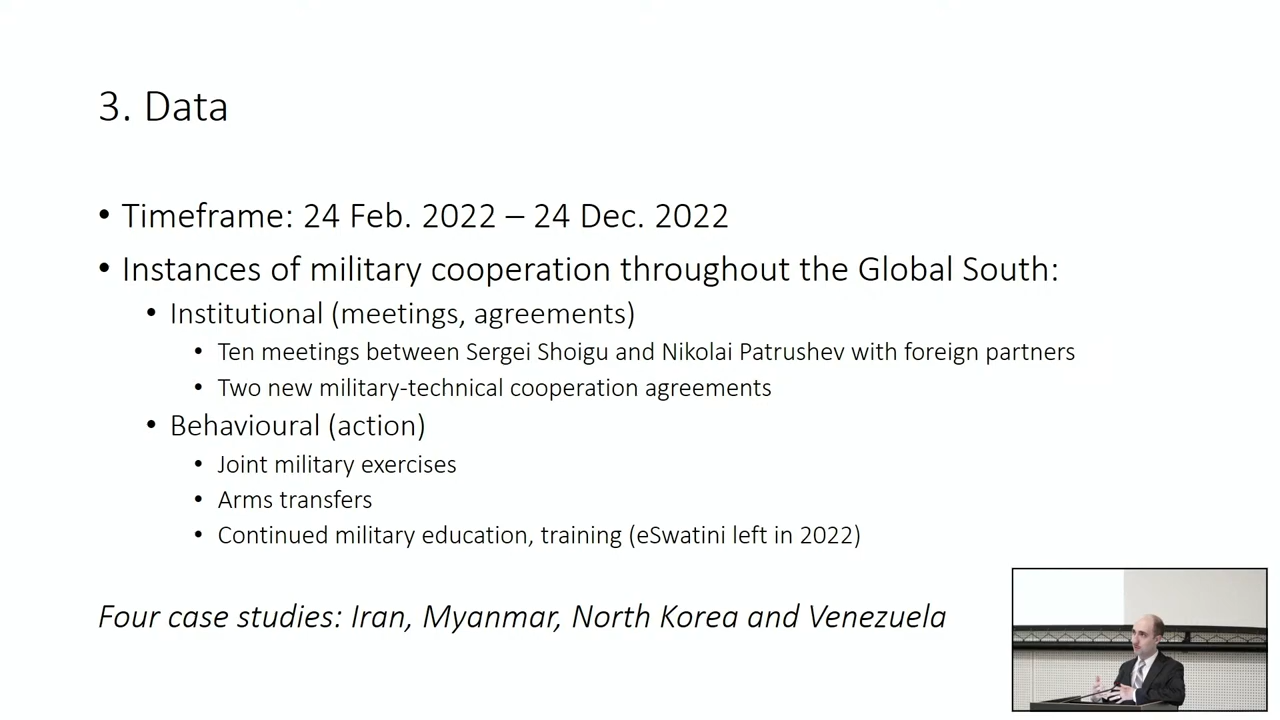 3. Data
• Timeframe: 24 Feb. 2022 – 24 Dec. 2022
• Instances of military cooperation throughout the Global South:
• Institutional (meetings, agreements)
• Ten meetings between Sergei Shoigu and Nikolai Patrushev with foreign partners
• Two new military-technical cooperation agreements
• Behavioural (action)
• Joint military exercises
• Arms transfers
• Continued military education, training (eSwatini left in 2022)
Four case studies: Iran, Myanmar, North Korea and Venezuela